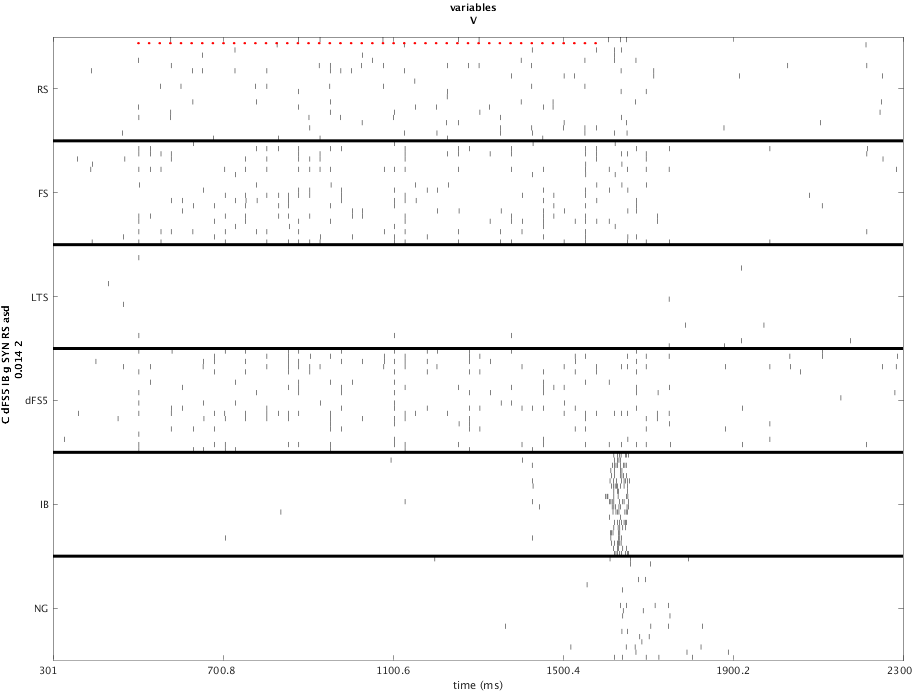 variables
V
RS
FS
LTS
dFS5
IB
NG
C dFS5 IB g SYN RS asd
0.014 2
301
700.8
1100.6
1500.4
1900.2
2300
time (ms)